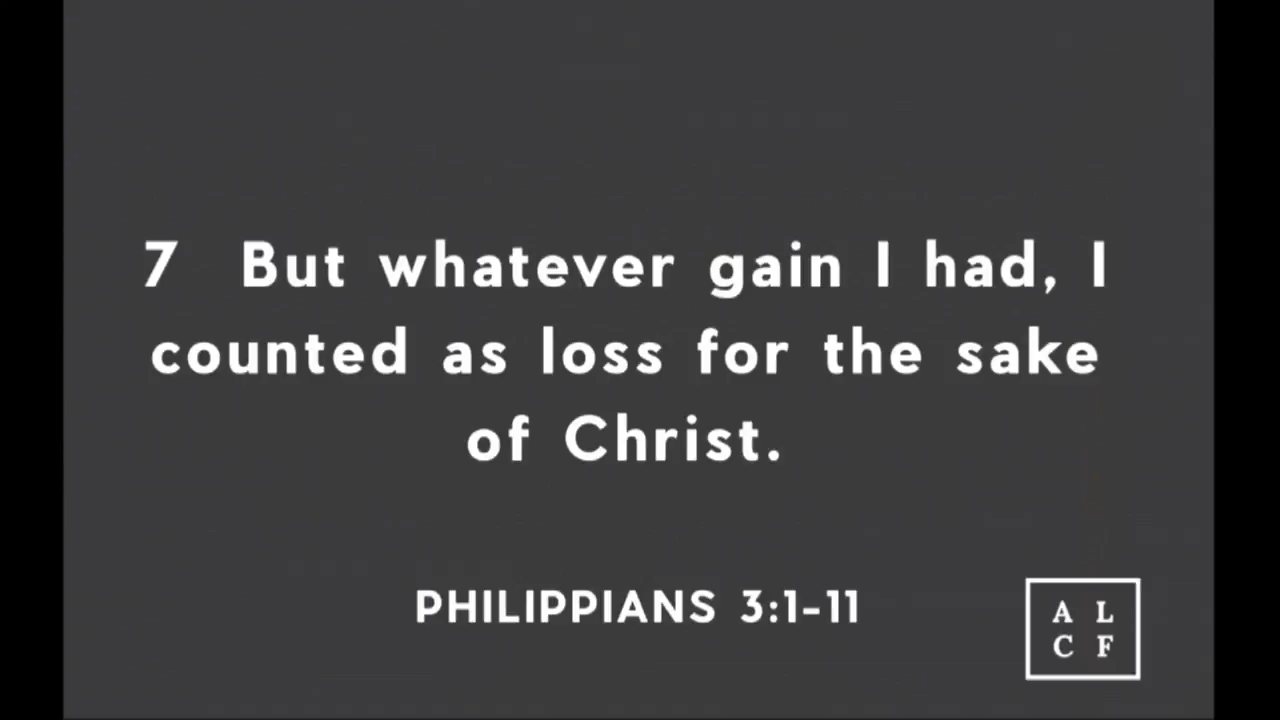 7 But whatever gain I had, I
counted as loss for the sake
of Christ.
PHILIPPIANS 3:1-11
A L
C F